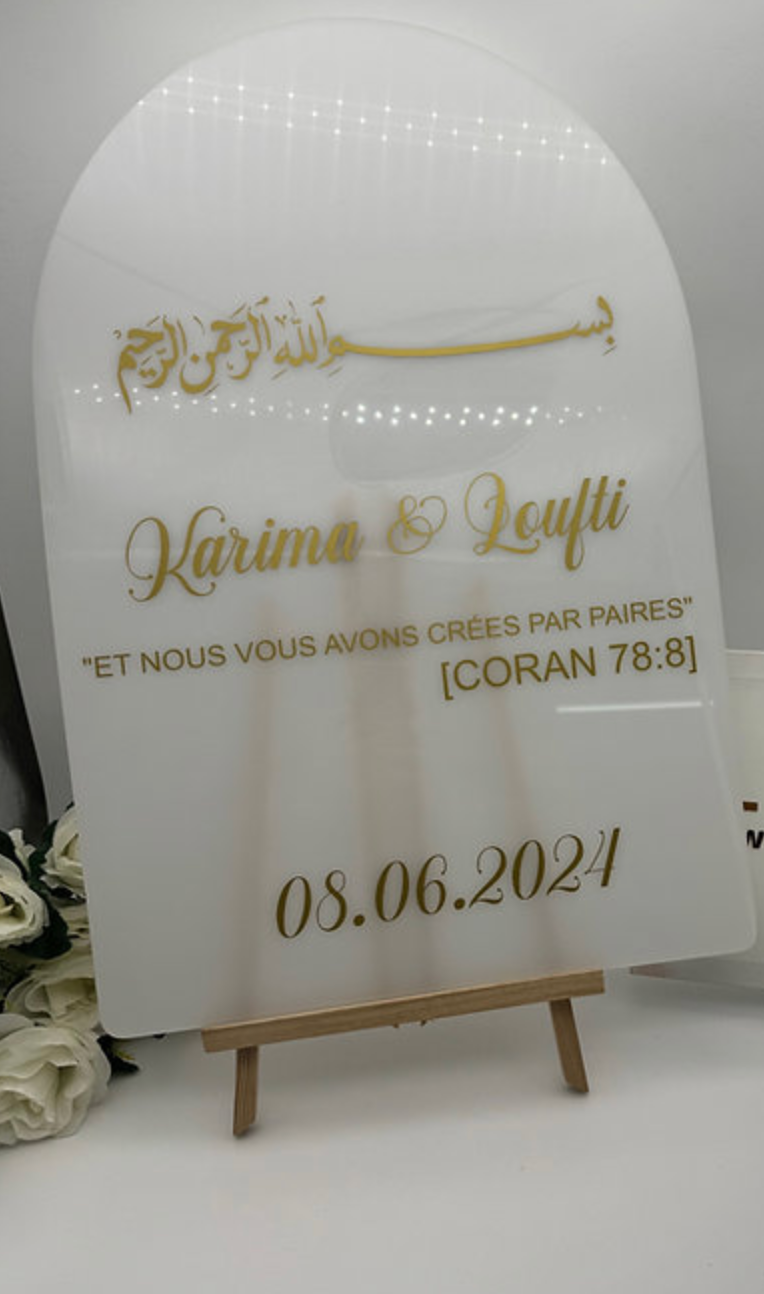 بسم الله الرحمن الرحيم
Karima & Loufti
"ET NOUS VOUS AVONS CRÉES PAR PAIRES"
[CORAN 78:8]
08.06.2024